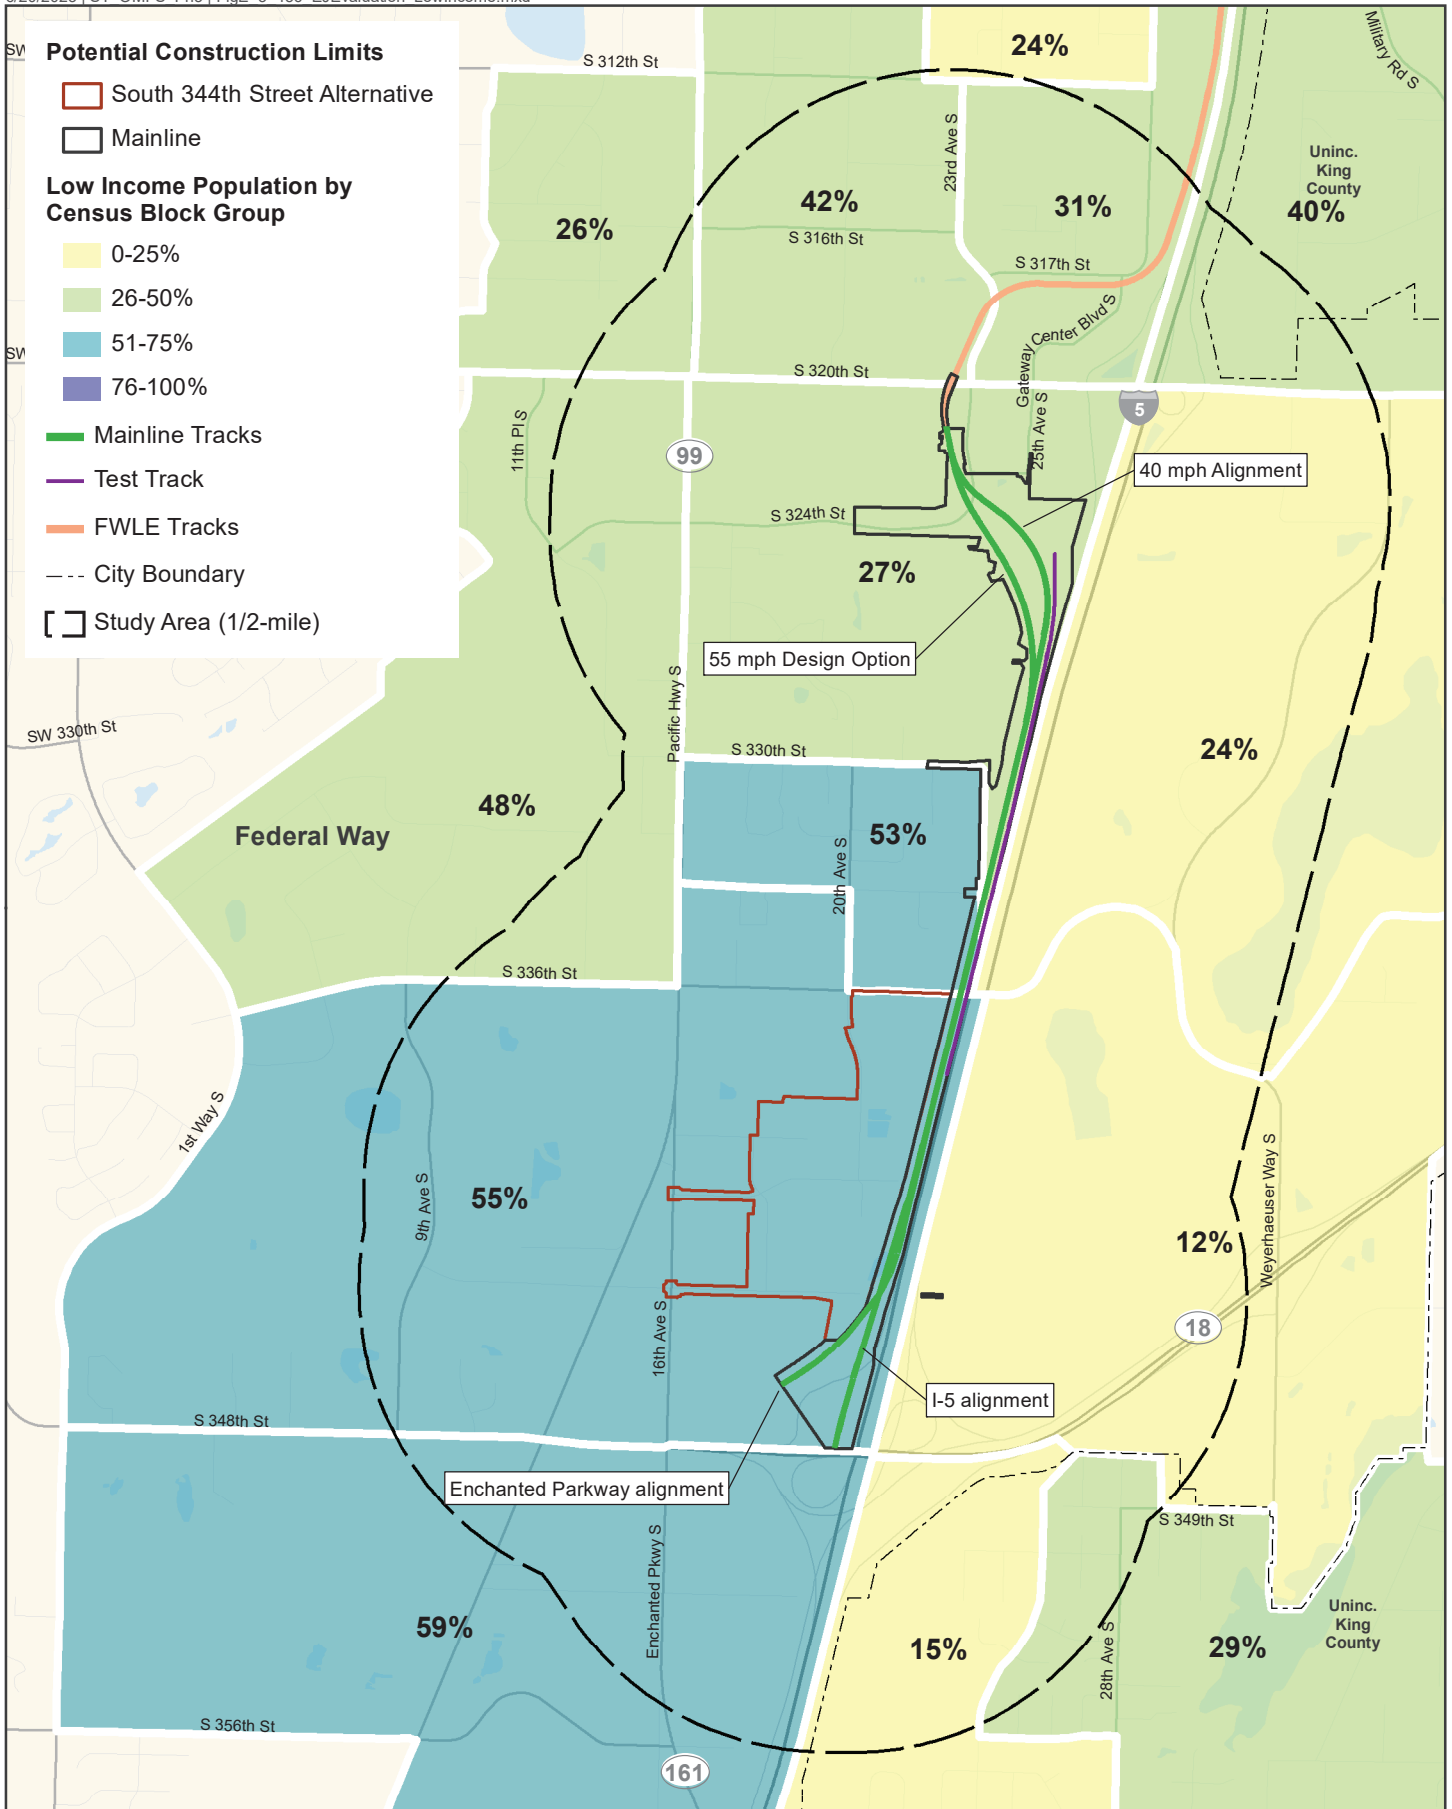 Potential Construction Limits
South 344th Street Alternative
Mainline
Low Income Population by
Census Block Group
0-25%
26-50%
51-75%
76-100%
Mainline Tracks
Test Track
FWLE Tracks
City Boundary
Study Area (1/2-mile)
SW
SW
S 312th St
24%
Military Rd S
23rd Ave S
Uninc.
King
County
40%
26%
42%
31%
S 316th St
S 317th St
Gateway Center Blvd S
S 320th St
5
11th Pl S
99
25th Ave S
40 mph Alignment
S 324th St
27%
55 mph Design Option
Pacific Hwy S
SW 330th St
S 330th St
24%
48%
Federal Way
53%
20th Ave S
S 336th St
1st Way S
9th Ave S
55%
Weyerhaeuser Way S
12%
16th Ave S
18
I-5 alignment
S 348th St
Enchanted Parkway alignment
S 349th St
Enchanted Pkwy S
59%
15%
28th Ave S
29%
Uninc.
King
County
S 356th St
161